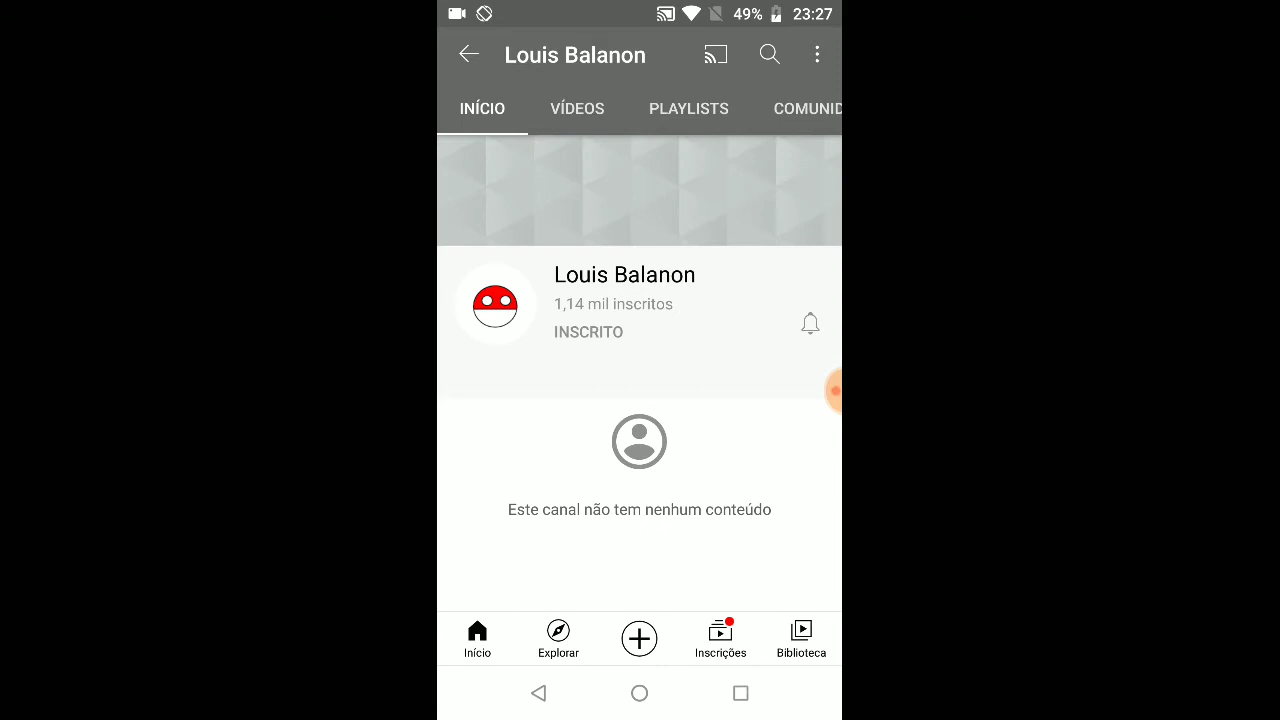 49% 23:27
Louis Balanon
INÍCIO VÍDEOS PLAYLISTS COMUNID
Louis Balanon
1,14 mil inscritos
INSCRITO
Este canal não tem nenhum conteúdo
Início Explorar Inscrições Biblioteca